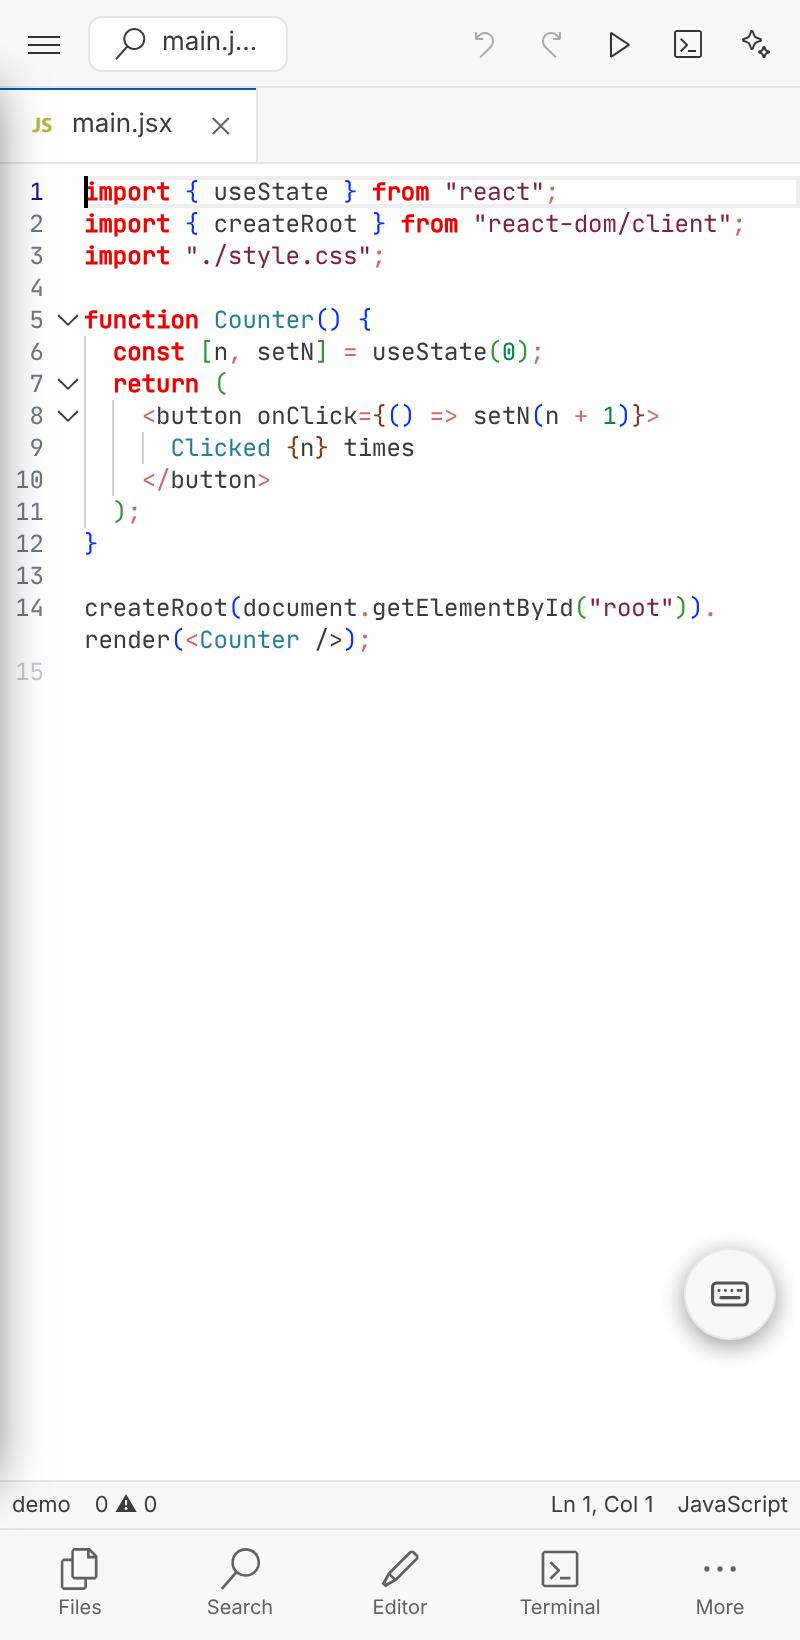 main.j...
JS main.jsx
1 import { useState } from "react";
2 import { createRoot } from "react-dom/client";
3 import "./style.css";
4
5 function Counter() {
6   const [n, setN] = useState(0);
7   return (
8     <button onClick={() => setN(n + 1)}>
9       Clicked {n} times
10     </button>
11   );
12 }
13
14 createRoot(document.getElementById("root")).
render(<Counter />);
15
demo 0 0 Ln 1, Col 1 JavaScript
Files Search Editor Terminal More